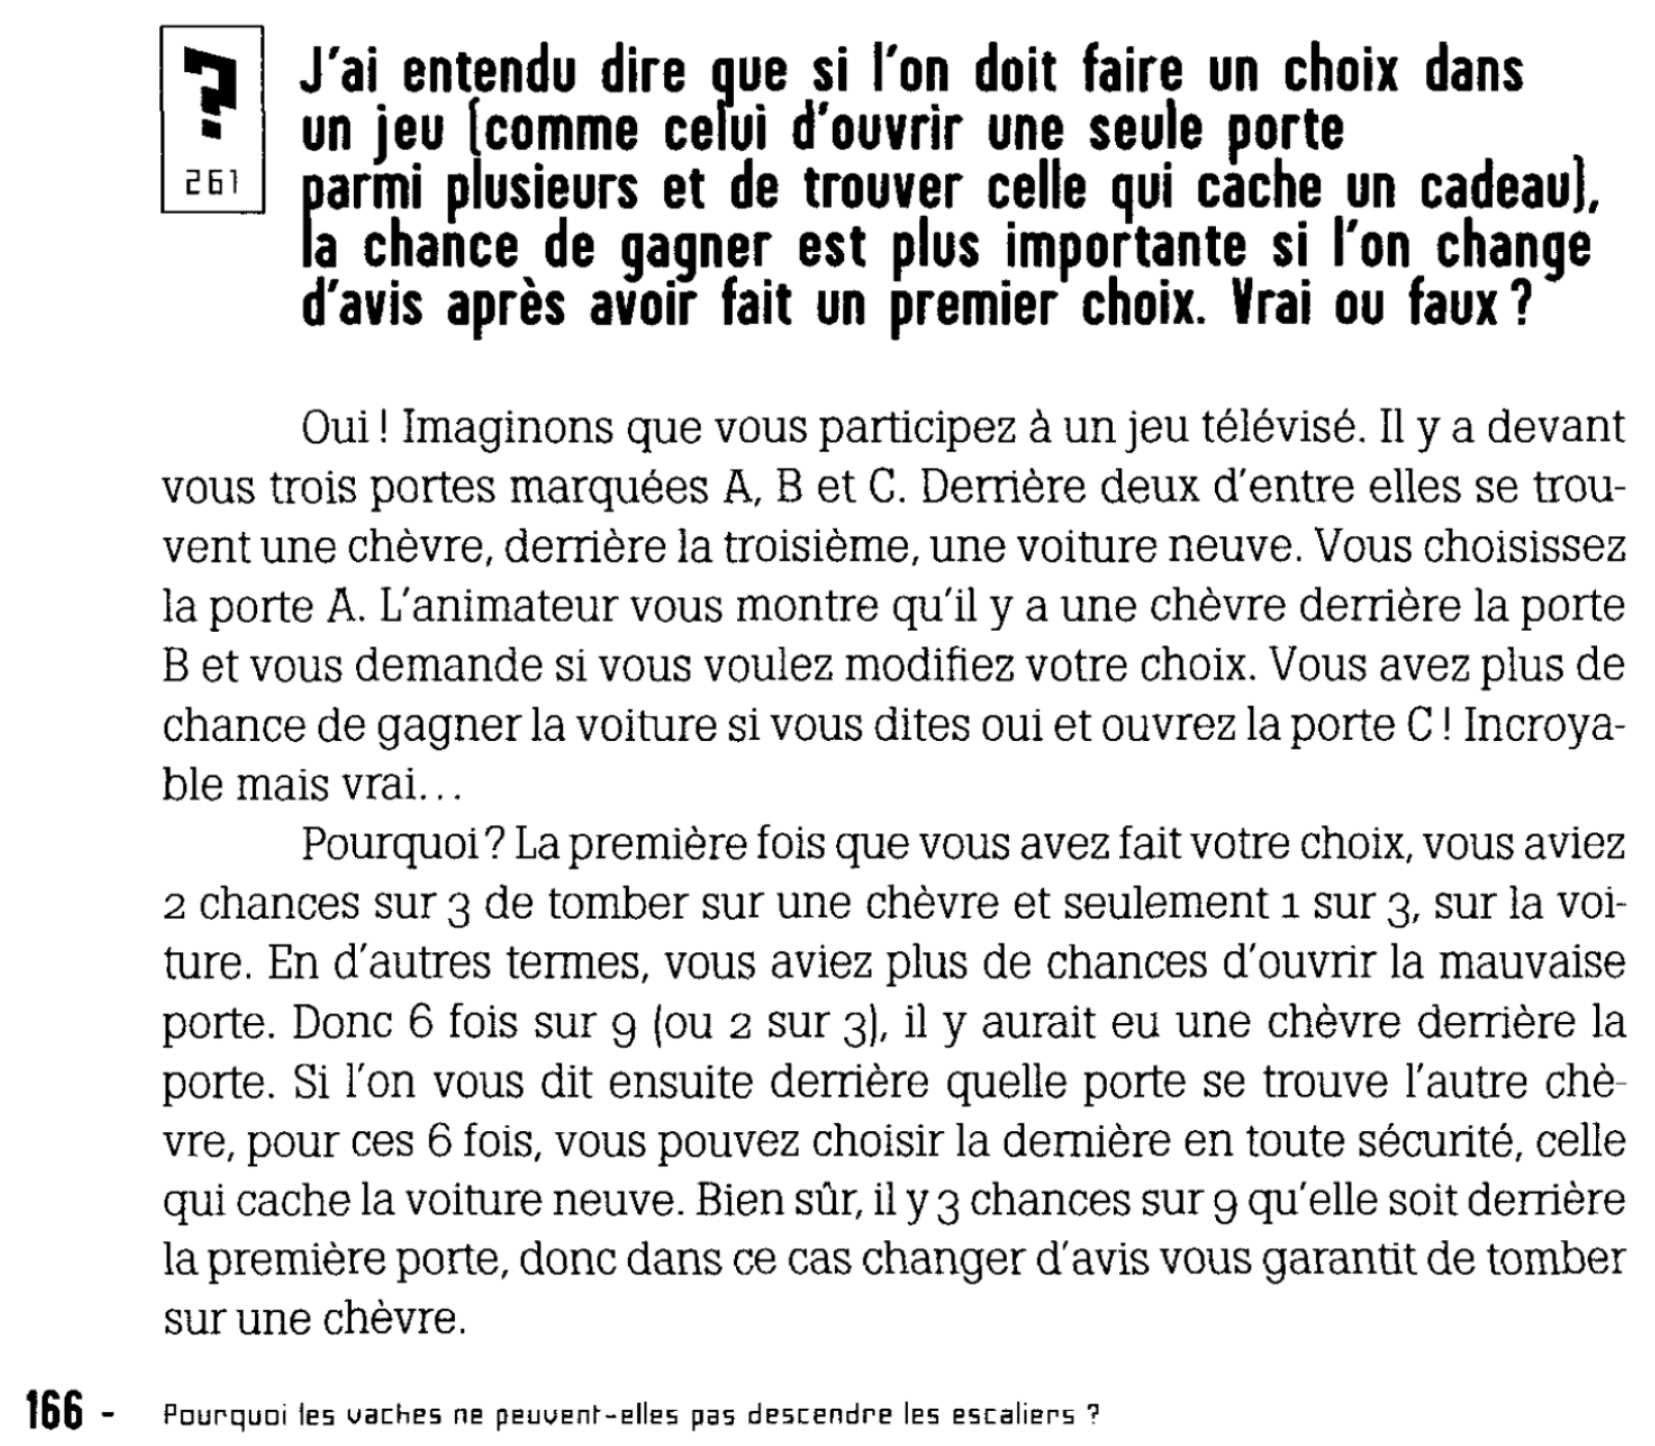 ?
261
J'ai entendu dire que si l'on doit faire un choix dans
un jeu (comme celui d'ouvrir une seule porte
parmi plusieurs et de trouver celle qui cache un cadeau),
la chance de gagner est plus importante si l'on change
d'avis après avoir fait un premier choix. Vrai ou faux ?
Oui ! Imaginons que vous participez à un jeu télévisé. Il y a devant
vous trois portes marquées A, B et C. Derrière deux d'entre elles se trou-
vent une chèvre, derrière la troisième, une voiture neuve. Vous choisissez
la porte A. L'animateur vous montre qu'il y a une chèvre derrière la porte
B et vous demande si vous voulez modifiez votre choix. Vous avez plus de
chance de gagner la voiture si vous dites oui et ouvrez la porte C ! Incroya-
ble mais vrai...
Pourquoi ? La première fois que vous avez fait votre choix, vous aviez
2 chances sur 3 de tomber sur une chèvre et seulement 1 sur 3, sur la voi-
ture. En d'autres termes, vous aviez plus de chances d'ouvrir la mauvaise
porte. Donc 6 fois sur 9 (ou 2 sur 3), il y aurait eu une chèvre derrière la
porte. Si l'on vous dit ensuite derrière quelle porte se trouve l'autre chè-
vre, pour ces 6 fois, vous pouvez choisir la dernière en toute sécurité, celle
qui cache la voiture neuve. Bien sûr, il y 3 chances sur 9 qu'elle soit derrière
la première porte, donc dans ce cas changer d'avis vous garantit de tomber
sur une chèvre.
166 - Pourquoi les vaches ne peuvent-elles pas descendre les escaliers ?